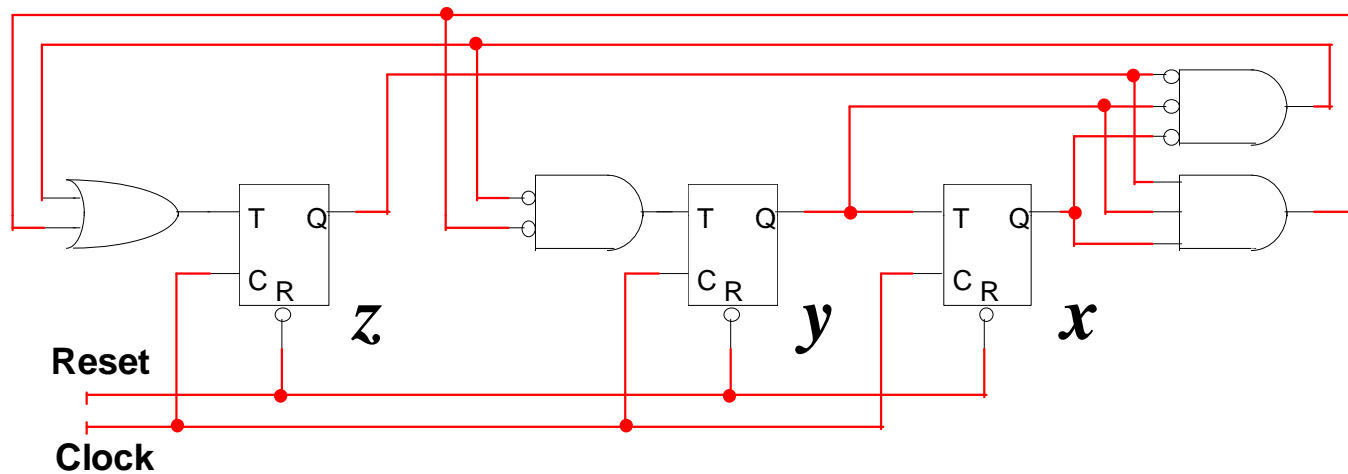 T Q T Q T Q
C R C R C R
z y x
Reset
Clock